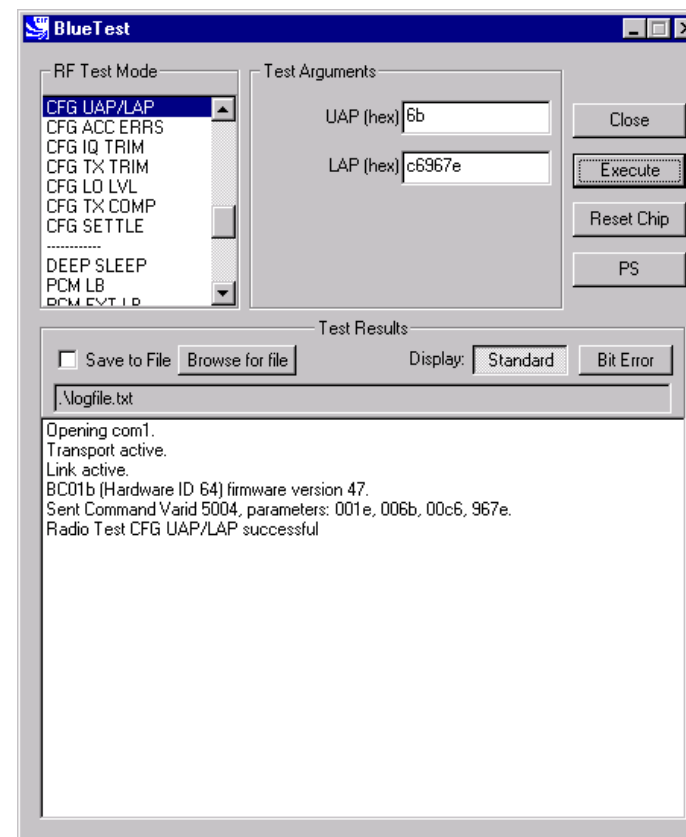 BlueTest
RF Test Mode
CFG UAP/LAP
CFG ACC ERRS
CFG IQ TRIM
CFG TX TRIM
CFG LO LVL
CFG TX COMP
CFG SETTLE
------------
DEEP SLEEP
PCM LB
PCM EXT LB
Test Arguments
UAP (hex) 6b
LAP (hex) c6967e
Close
Execute
Reset Chip
PS
Test Results
Save to File Browse for file Display: Standard Bit Error
.\logfile.txt
Opening com1.
Transport active.
Link active.
BC01b (Hardware ID 64) firmware version 47.
Sent Command Varid 5004, parameters: 001e, 006b, 00c6, 967e.
Radio Test CFG UAP/LAP successful